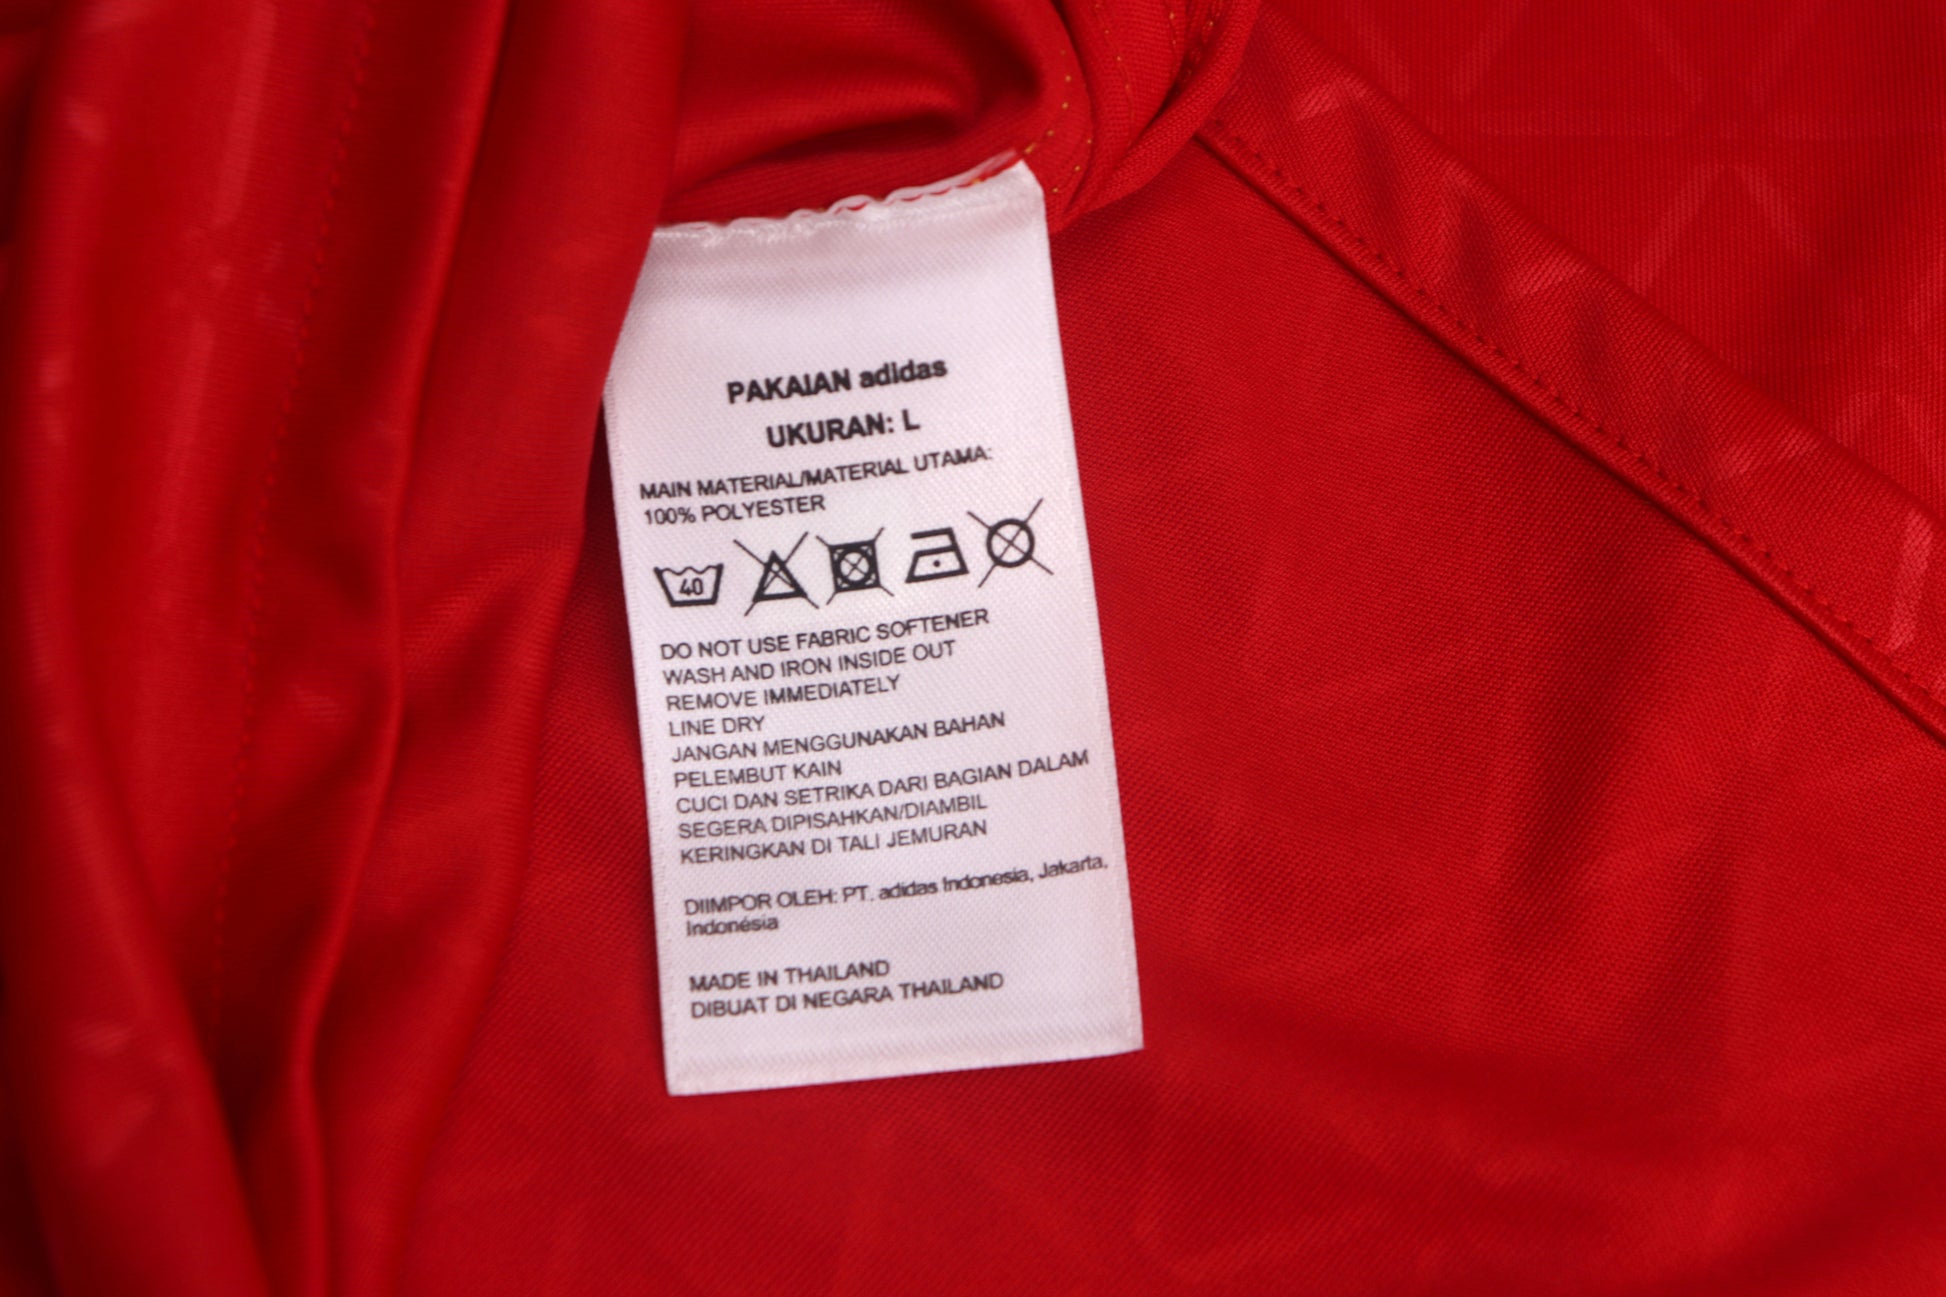 PAKAIAN adidas
UKURAN: L
MAIN MATERIAL/MATERIAL UTAMA:
100% POLYESTER
40
DO NOT USE FABRIC SOFTENER
WASH AND IRON INSIDE OUT
REMOVE IMMEDIATELY
LINE DRY
JANGAN MENGGUNAKAN BAHAN
PELEMBUT KAIN
CUCI DAN SETRIKA DARI BAGIAN DALAM
SEGERA DIPISAHKAN/DIAMBIL
KERINGKAN DI TALI JEMURAN
DIIMPOR OLEH: PT. adidas Indonesia, Jakarta,
Indonésia
MADE IN THAILAND
DIBUAT DI NEGARA THAILAND